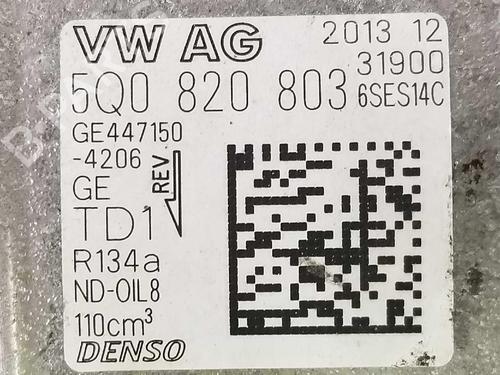 VW AG 2013 12
31900
5Q0 820 803 6SES14C
GE447150
-4206
REV
GE
TD1
R134a
ND-OIL8
110cm³
DENSO